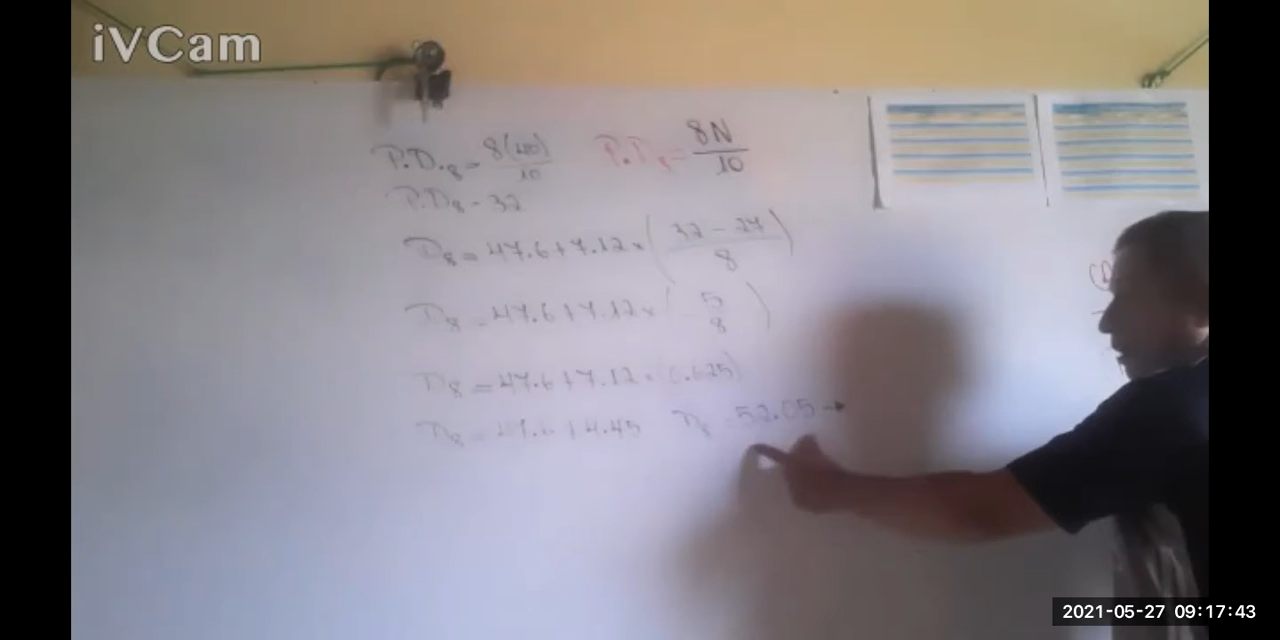 iVCam
P.D.8 = 8(40)/10 P.D8 = 8N/10
P.D8 = 32
D8 = 47.6 + 7.12 × (32 - 27 / 8)
D8 = 47.6 + 7.12 × (5/8)
D8 = 47.6 + 7.12 × (0.625)
D8 = 47.6 + 4.45 D8 = 52.05 →
2021-05-27 09:17:43